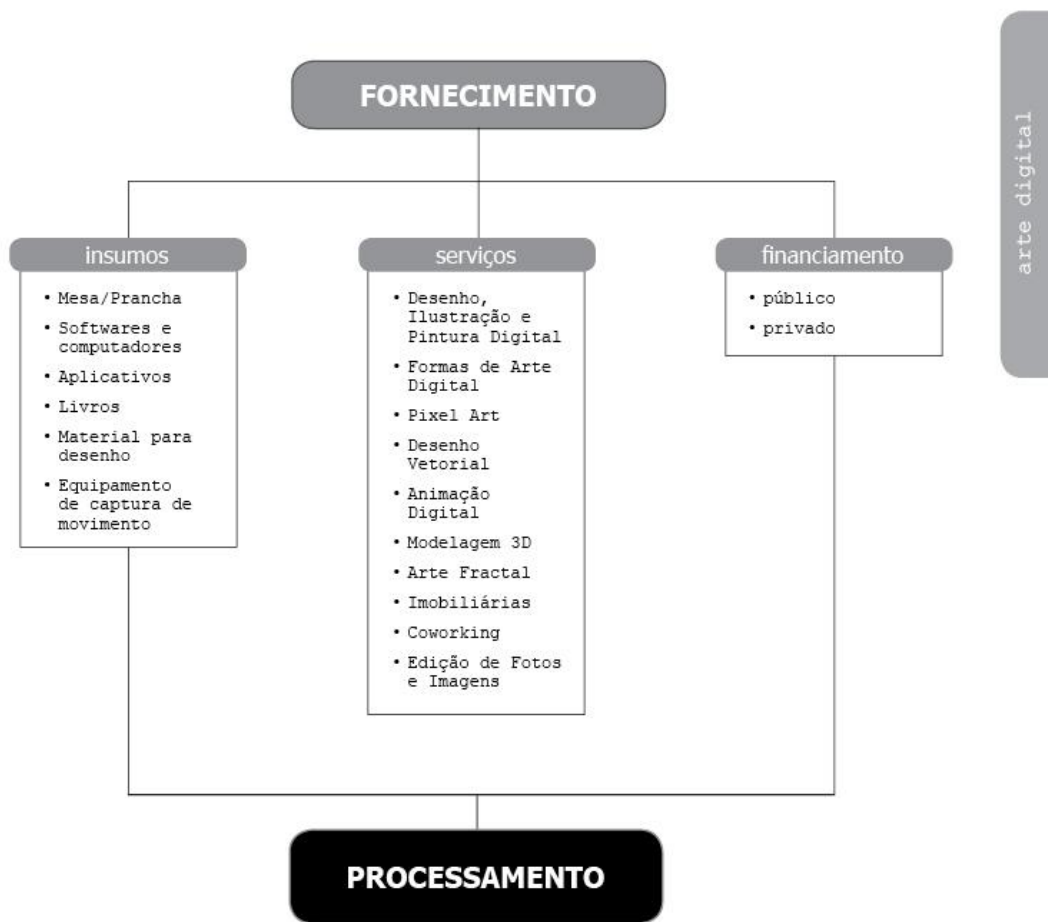 FORNECIMENTO
arte digital
insumos
• Mesa/Prancha
• Softwares e
computadores
• Aplicativos
• Livros
• Material para
desenho
• Equipamento
de captura de
movimento
serviços
• Desenho,
Ilustração e
Pintura Digital
• Formas de Arte
Digital
• Pixel Art
• Desenho
Vetorial
• Animação
Digital
• Modelagem 3D
• Arte Fractal
• Imobiliárias
• Coworking
• Edição de Fotos
e Imagens
financiamento
• público
• privado
PROCESSAMENTO